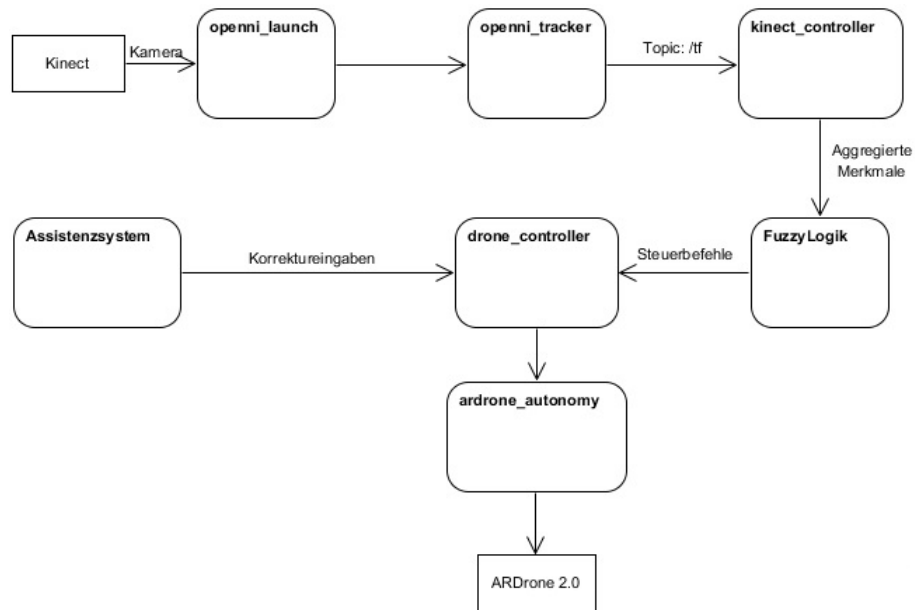 openni_launch
openni_tracker
kinect_controller
Kinect
Kamera
Topic: /tf
Aggregierte
Merkmale
Assistenzsystem
Korrektureingaben
drone_controller
Steuerbefehle
FuzzyLogik
ardrone_autonomy
ARDrone 2.0